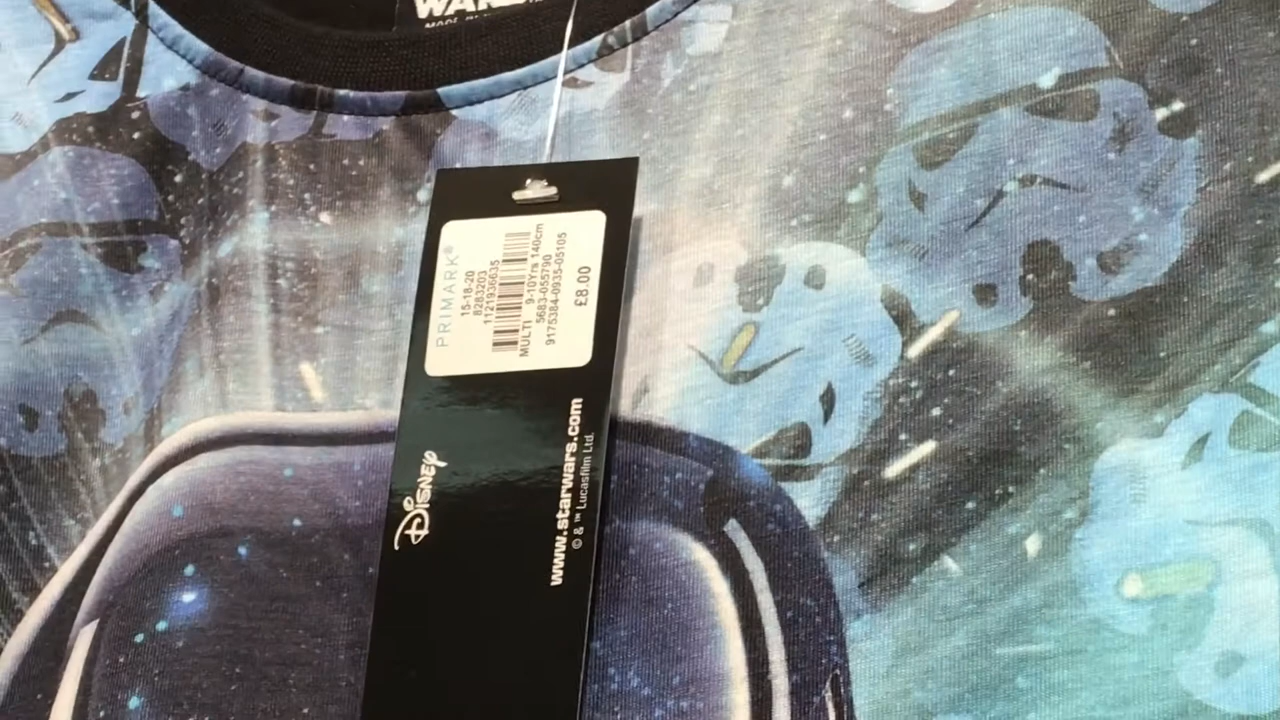 WARS
PRIMARK®
15-18-20
8283203
1121936635
MULTI 9-10Yrs 140cm
5683-055790
9175384-0935-05105
£8.00
Disney
www.starwars.com
© & ™ Lucasfilm Ltd.